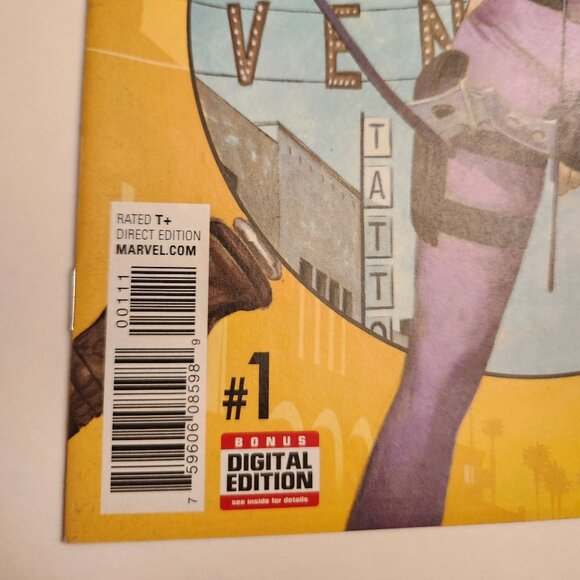 VEN
TATTO
RATED T+
DIRECT EDITION
MARVEL.COM
00111
7 59606 08598 9
#1
BONUS
DIGITAL
EDITION
see inside for details